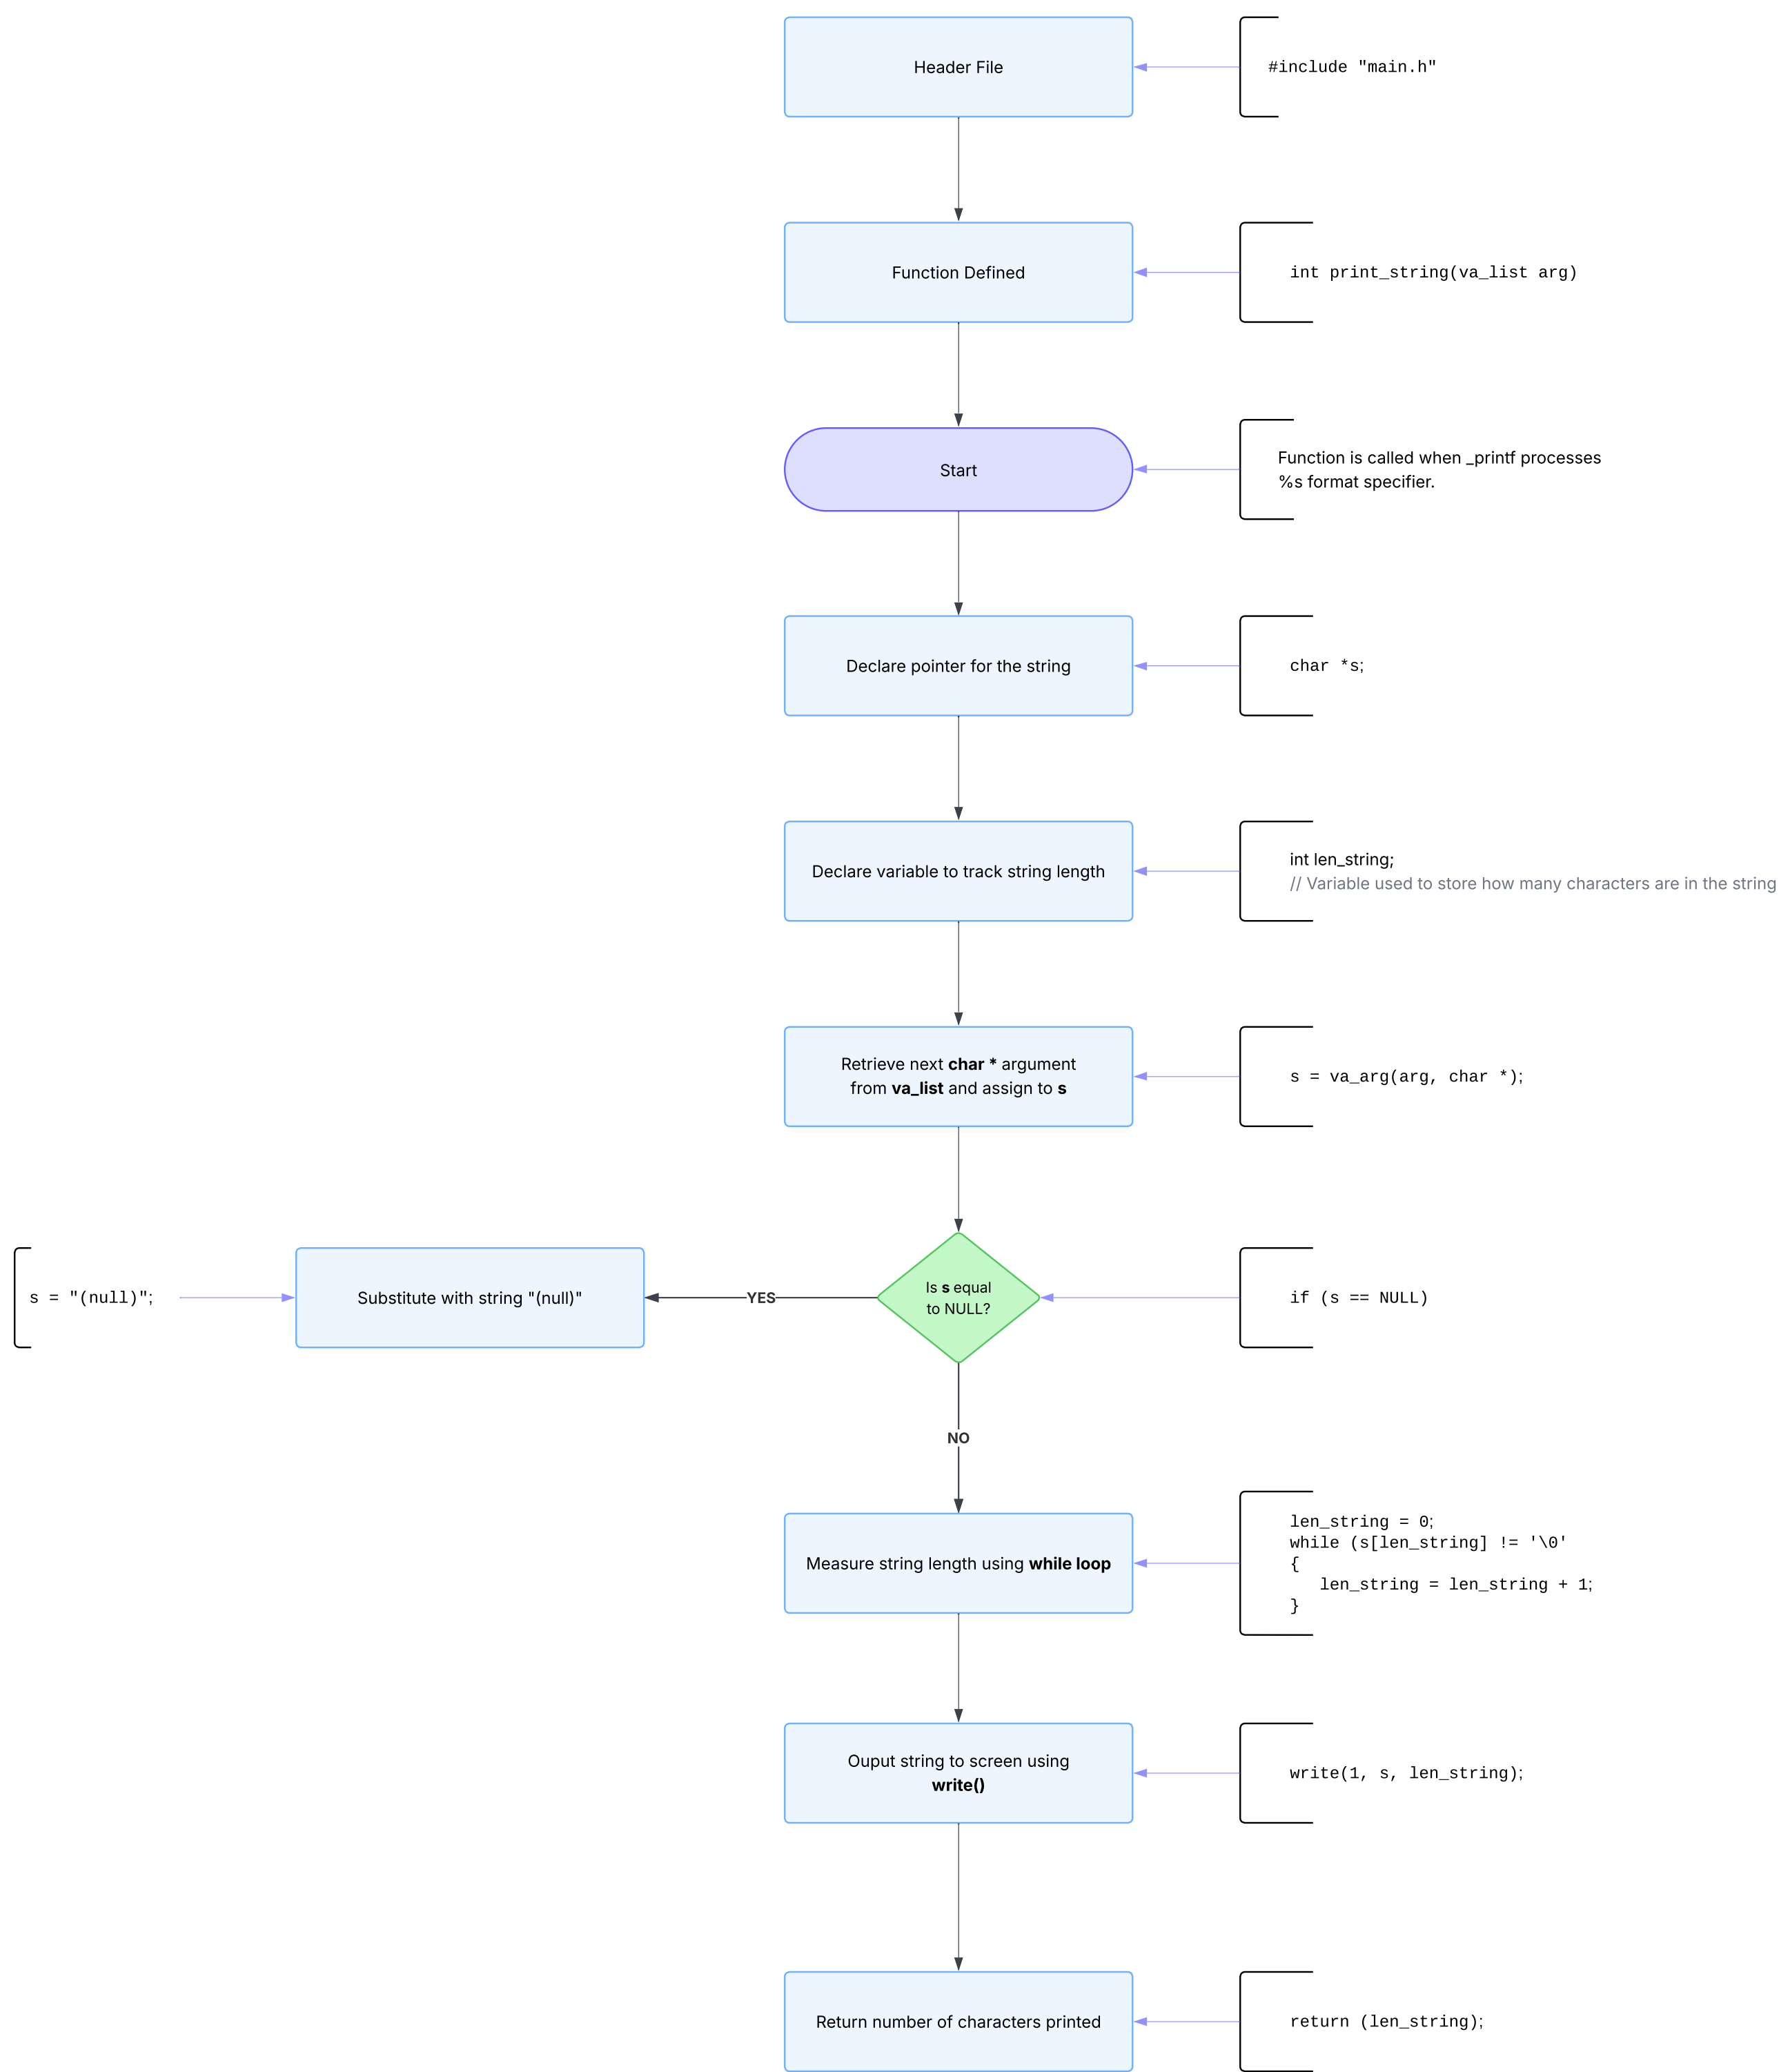 Header File
#include "main.h"
Function Defined
int print_string(va_list arg)
Start
Function is called when _printf processes
%s format specifier.
Declare pointer for the string
char *s;
Declare variable to track string length
int len_string;
// Variable used to store how many characters are in the string
Retrieve next char * argument
from va_list and assign to s
s = va_arg(arg, char *);
s = "(null)";
Substitute with string "(null)"
YES
Is s equal
to NULL?
if (s == NULL)
NO
Measure string length using while loop
len_string = 0;
while (s[len_string] != '\0'
{
len_string = len_string + 1;
}
Ouput string to screen using
write()
write(1, s, len_string);
Return number of characters printed
return (len_string);